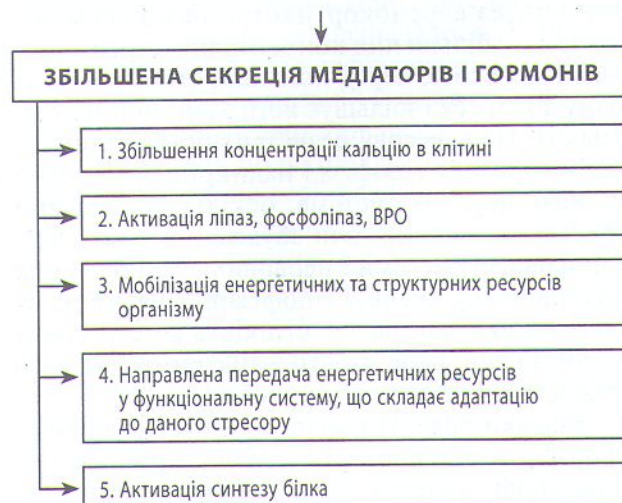 ЗБІЛЬШЕНА СЕКРЕЦІЯ МЕДІАТОРІВ І ГОРМОНІВ
1. Збільшення концентрації кальцію в клітині
2. Активація ліпаз, фосфоліпаз, ВРО
3. Мобілізація енергетичних та структурних ресурсів
організму
4. Направлена передача енергетичних ресурсів
у функціональну систему, що складає адаптацію
до даного стресору
5. Активація синтезу білка